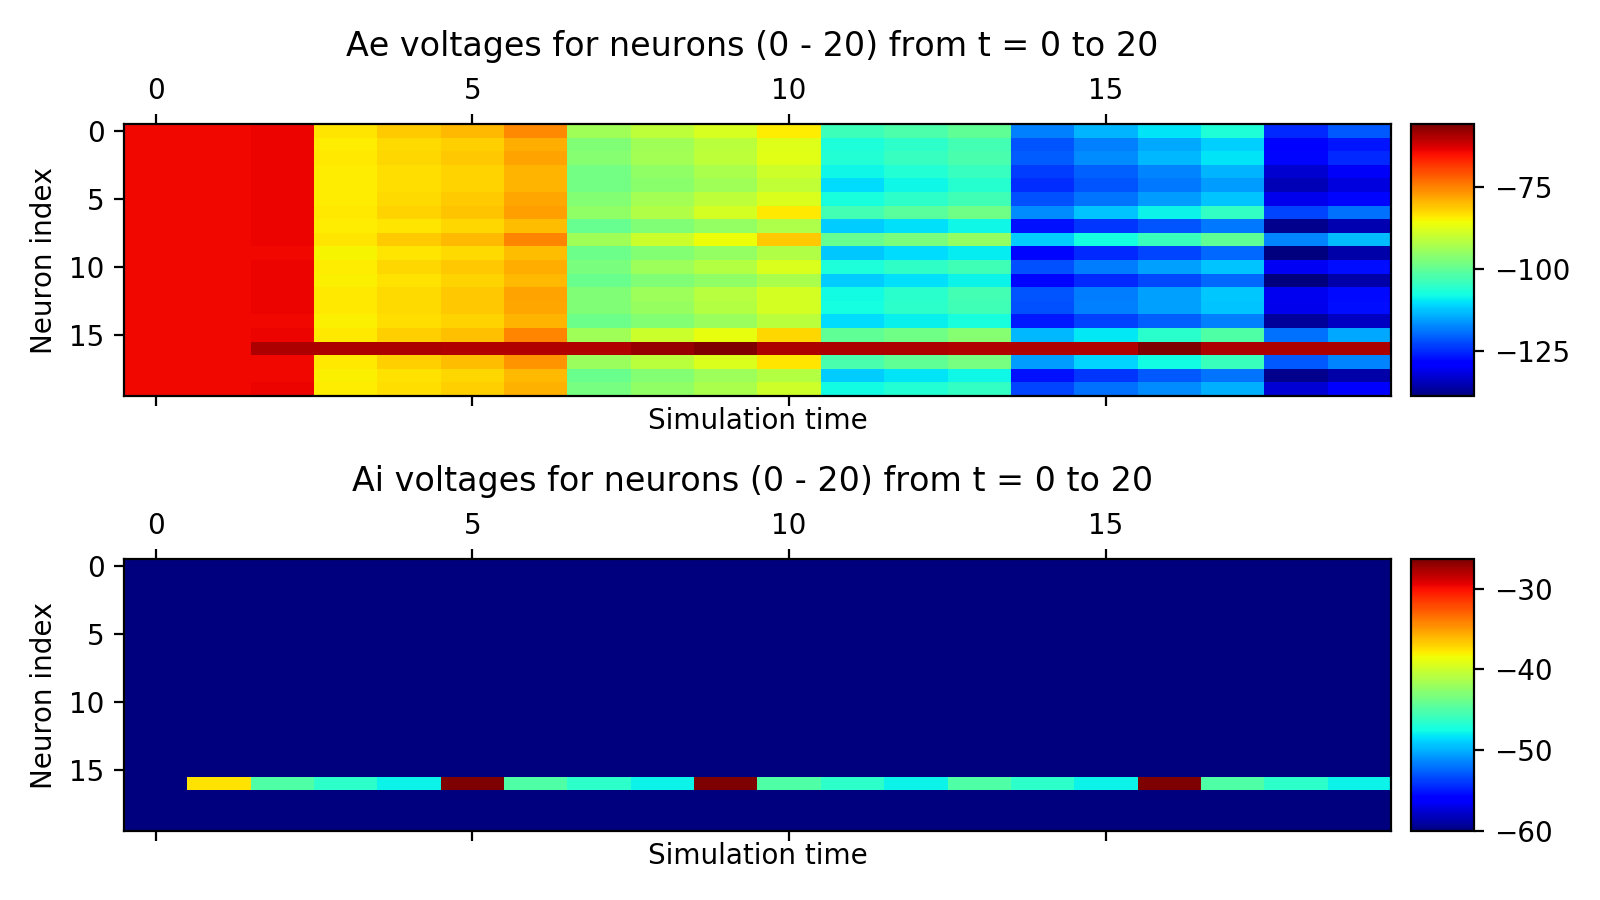 Ae voltages for neurons (0 - 20) from t = 0 to 20
0 5 10 15
0
5
10
15
Neuron index
Simulation time
−75
−100
−125
Ai voltages for neurons (0 - 20) from t = 0 to 20
0 5 10 15
0
5
10
15
Neuron index
Simulation time
−30
−40
−50
−60